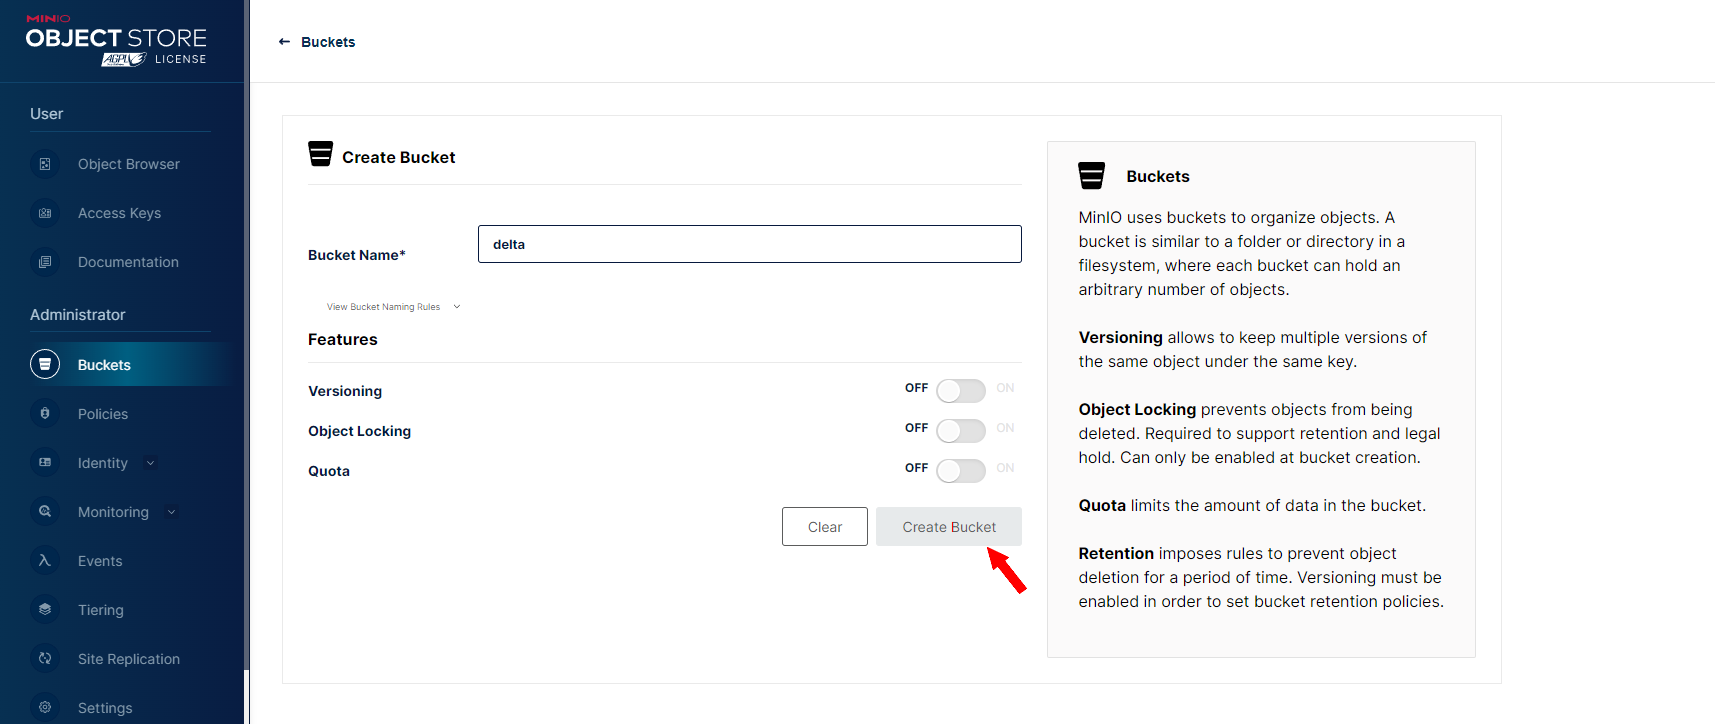 MINIO
OBJECT STORE
AGPL LICENSE
User
Object Browser
Access Keys
Documentation
Administrator
Buckets
Policies
Identity
Monitoring
Events
Tiering
Site Replication
Settings
← Buckets
Create Bucket
Bucket Name*
delta
View Bucket Naming Rules
Features
Versioning
OFF ON
Object Locking
OFF ON
Quota
OFF ON
Clear
Create Bucket
Buckets
MinIO uses buckets to organize objects. A
bucket is similar to a folder or directory in a
filesystem, where each bucket can hold an
arbitrary number of objects.
Versioning allows to keep multiple versions of
the same object under the same key.
Object Locking prevents objects from being
deleted. Required to support retention and legal
hold. Can only be enabled at bucket creation.
Quota limits the amount of data in the bucket.
Retention imposes rules to prevent object
deletion for a period of time. Versioning must be
enabled in order to set bucket retention policies.